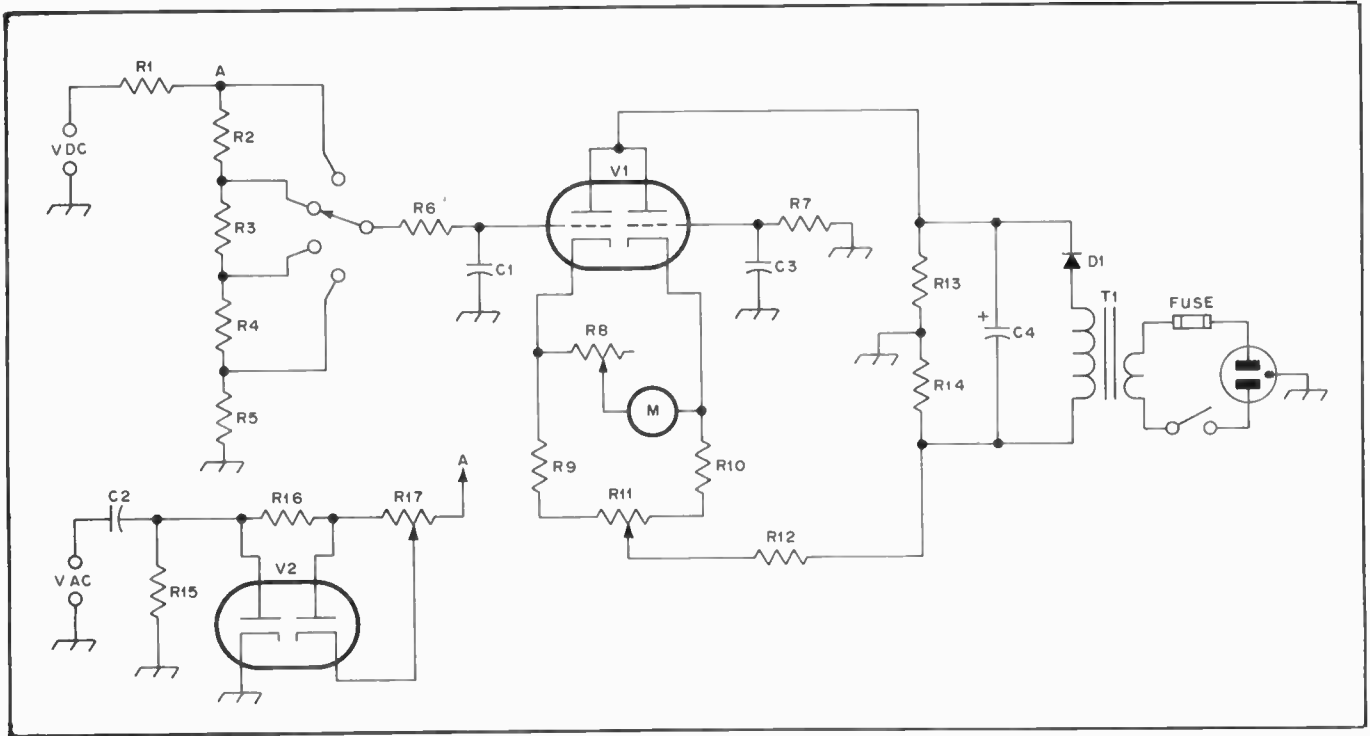 R1
A
R2
VDC
R3
R4
R5
R6
C1
V1
R7
C3
R8
M
R9
R10
R11
R12
R13
R14
+
C4
D1
T1
FUSE
C2
R16
R17
A
VAC
R15
V2